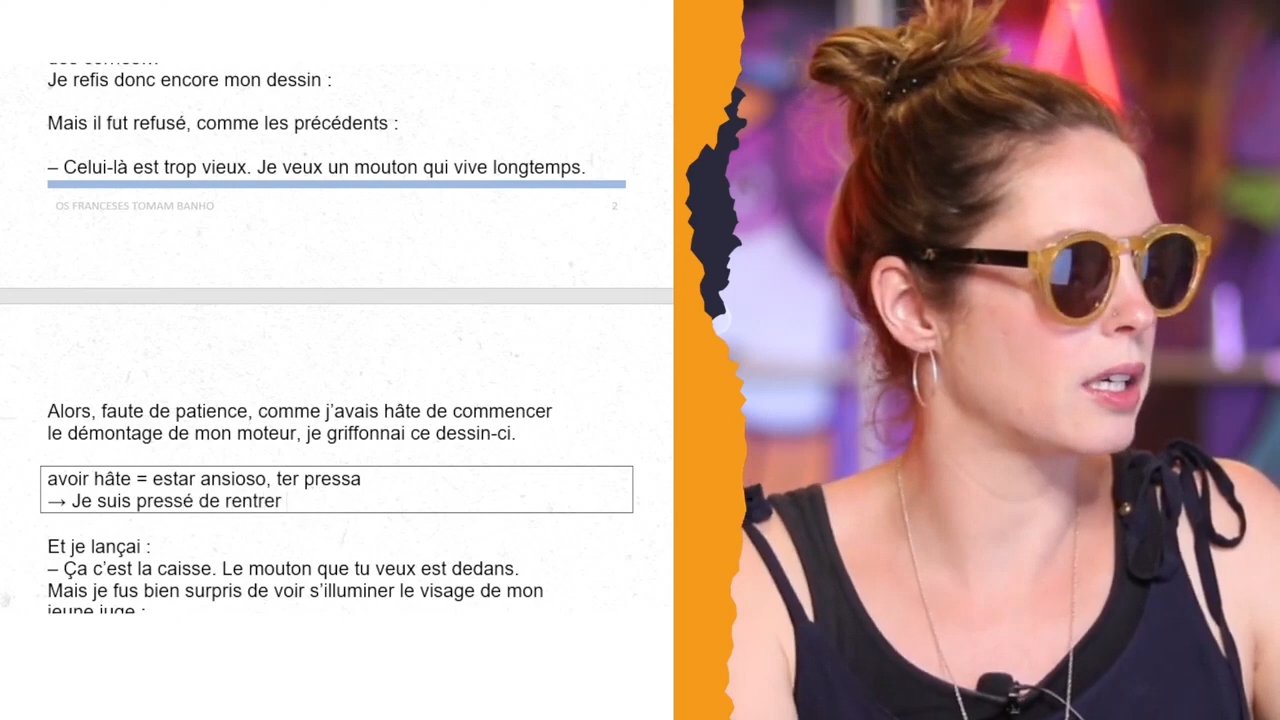 Je refis donc encore mon dessin :
Mais il fut refusé, comme les précédents :
– Celui-là est trop vieux. Je veux un mouton qui vive longtemps.
OS FRANCESES TOMAM BANHO 2
Alors, faute de patience, comme j’avais hâte de commencer
le démontage de mon moteur, je griffonnai ce dessin-ci.
avoir hâte = estar ansioso, ter pressa
→ Je suis pressé de rentrer
Et je lançai :
– Ça c’est la caisse. Le mouton que tu veux est dedans.
Mais je fus bien surpris de voir s’illuminer le visage de mon
jeune juge :